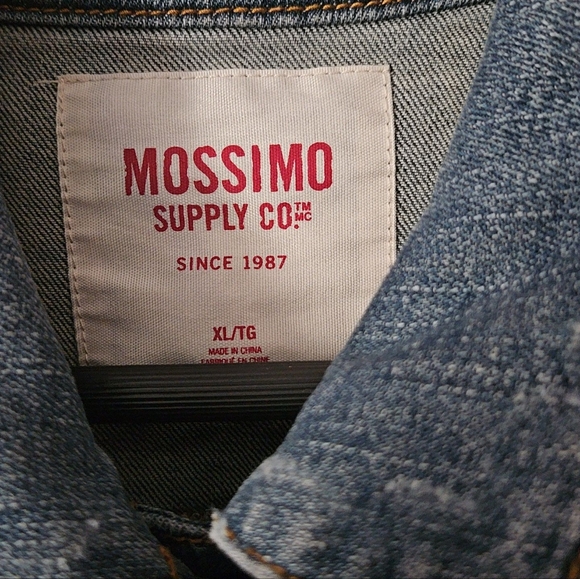 MOSSIMO
SUPPLY CO.™ MC
SINCE 1987
XL/TG
MADE IN CHINA
FABRIQUÉ EN CHINE